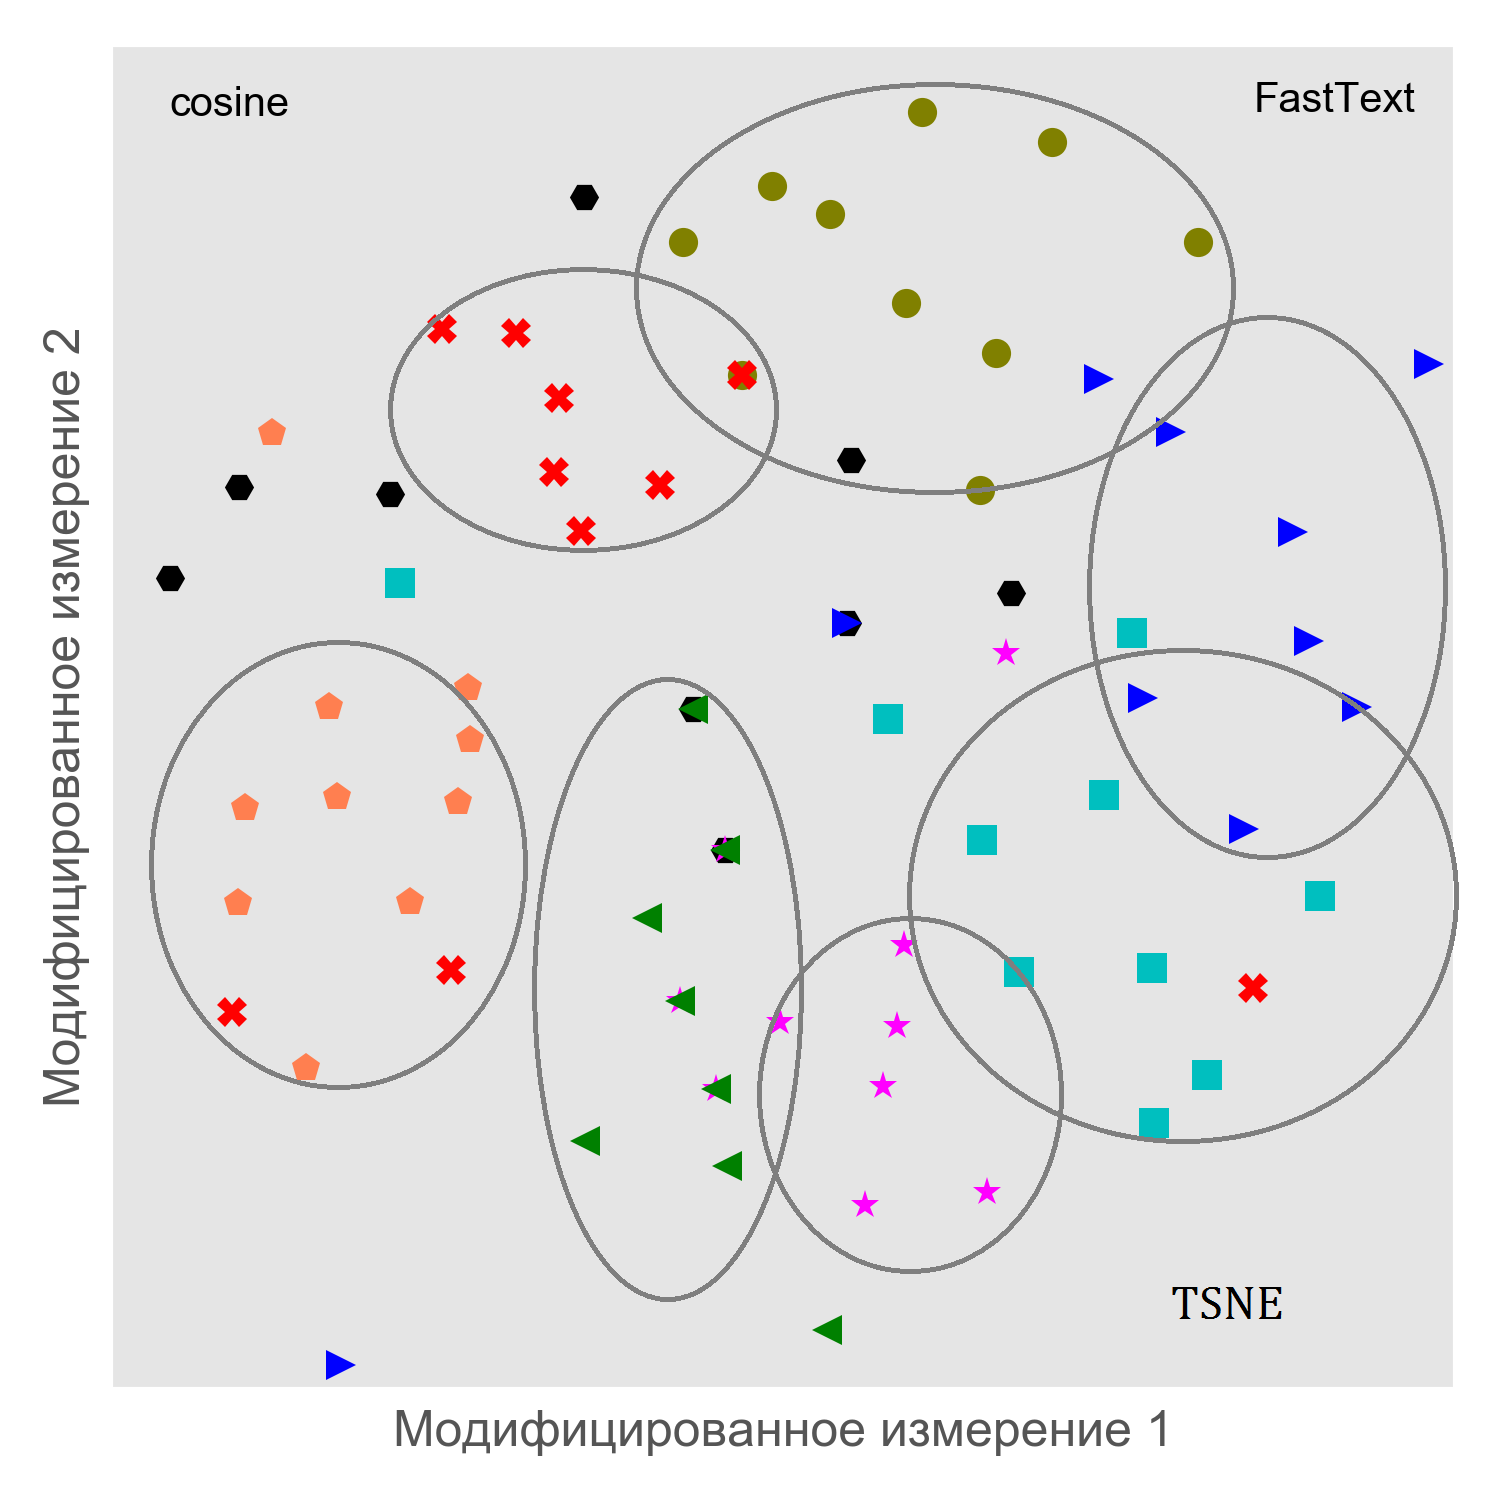 cosine
FastText
Модифицированное измерение 2
TSNE
Модифицированное измерение 1